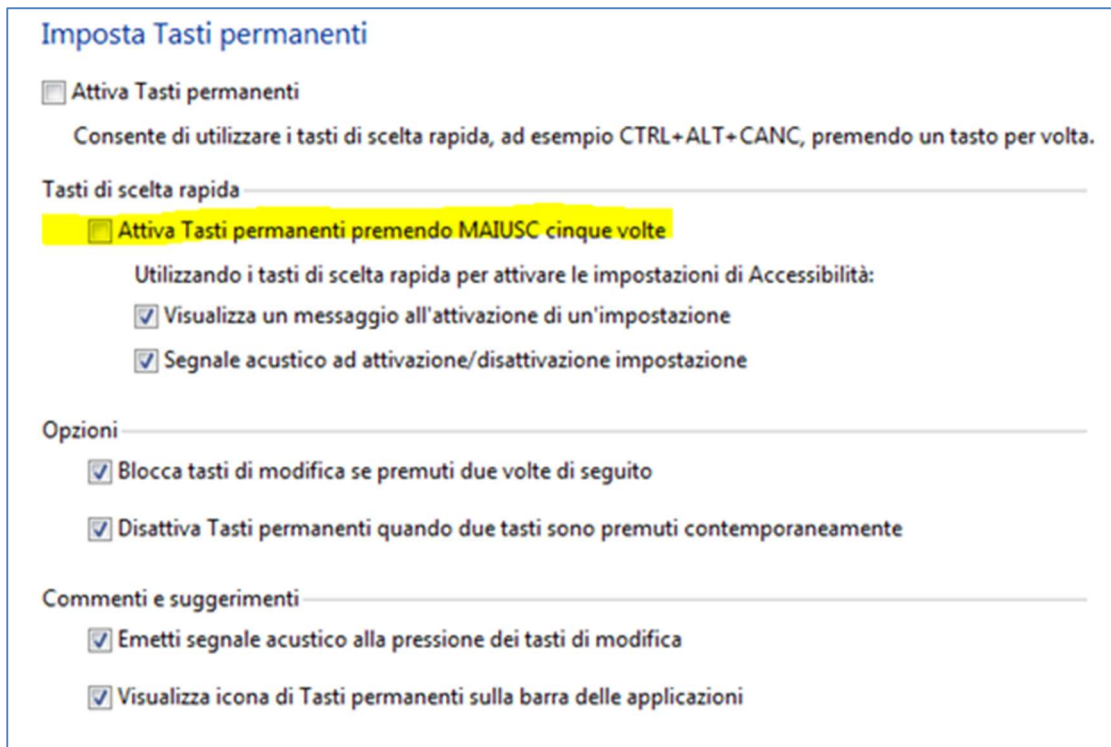 Imposta Tasti permanenti
Attiva Tasti permanenti
Consente di utilizzare i tasti di scelta rapida, ad esempio CTRL+ALT+CANC, premendo un tasto per volta.
Tasti di scelta rapida
Attiva Tasti permanenti premendo MAIUSC cinque volte
Utilizzando i tasti di scelta rapida per attivare le impostazioni di Accessibilità:
Visualizza un messaggio all'attivazione di un'impostazione
Segnale acustico ad attivazione/disattivazione impostazione
Opzioni
Blocca tasti di modifica se premuti due volte di seguito
Disattiva Tasti permanenti quando due tasti sono premuti contemporaneamente
Commenti e suggerimenti
Emetti segnale acustico alla pressione dei tasti di modifica
Visualizza icona di Tasti permanenti sulla barra delle applicazioni